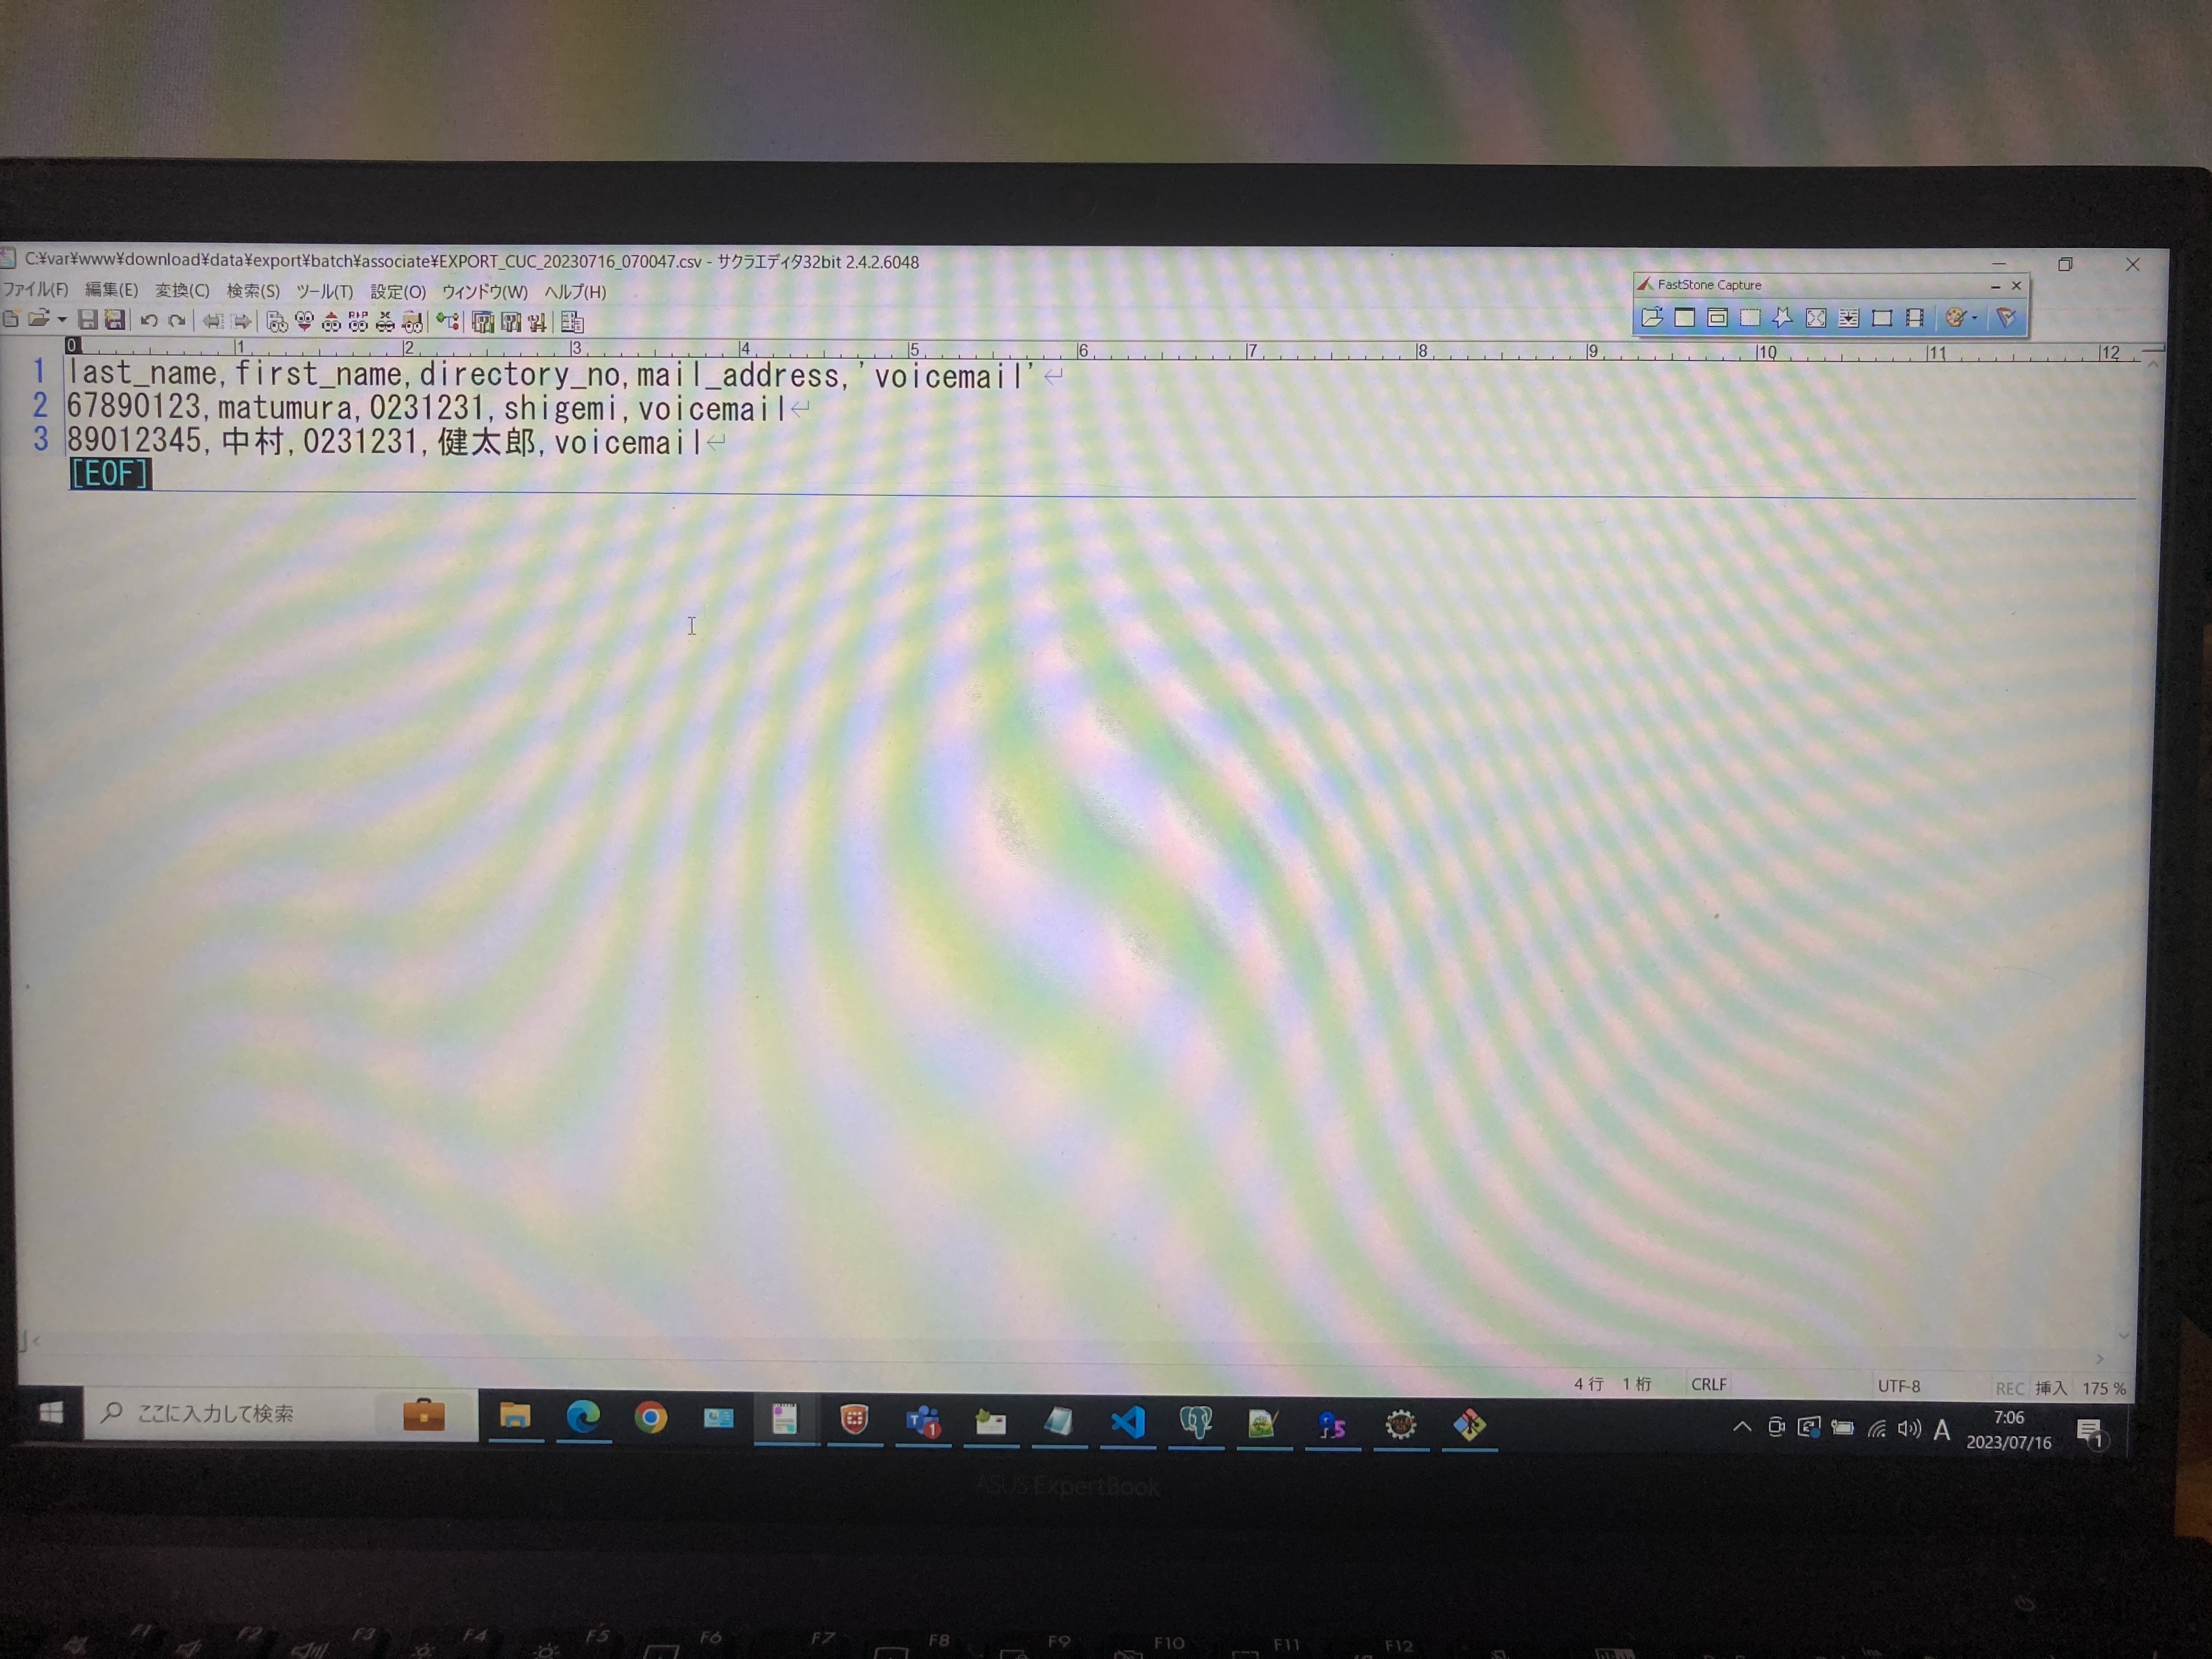 C:¥var¥www¥download¥data¥export¥batch¥associate¥EXPORT_CUC_20230716_070047.csv - サクラエディタ32bit 2.4.2.6048
ファイル(F) 編集(E) 変換(C) 検索(S) ツール(T) 設定(O) ウィンドウ(W) ヘルプ(H)
FastStone Capture
0 1 2 3 4 5 6 7 8 9 10 11 12
1 last_name,first_name,directory_no,mail_address,'voicemail'
2 67890123,matumura,0231231,shigemi,voicemail
3 89012345,中村,0231231,健太郎,voicemail
[EOF]
4 行 1 桁 CRLF UTF-8 REC 挿入 175 %
ここに入力して検索
1
5
A
7:06
2023/07/16
1
ASUS ExpertBook
F1 F2 F3 F4 F5 F6 F7 F8 F9 F10 F11 F12